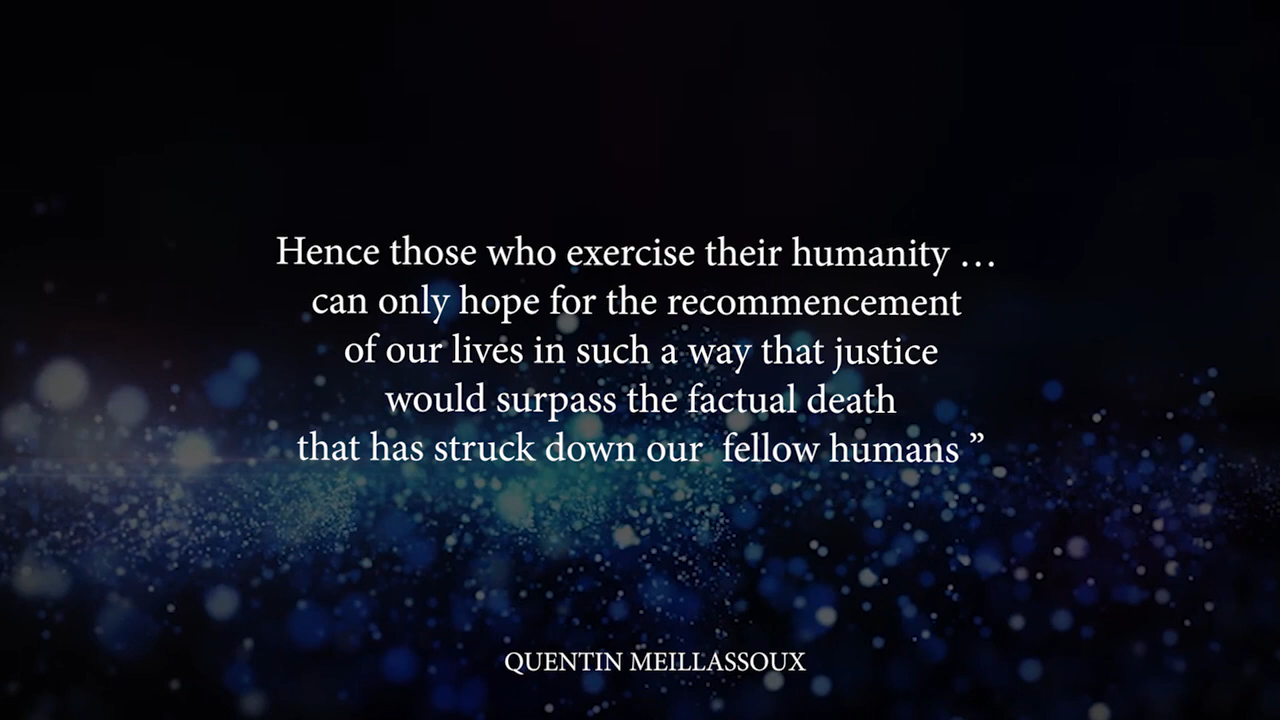 Hence those who exercise their humanity …
can only hope for the recommencement
of our lives in such a way that justice
would surpass the factual death
that has struck down our  fellow humans ”
QUENTIN MEILLASSOUX